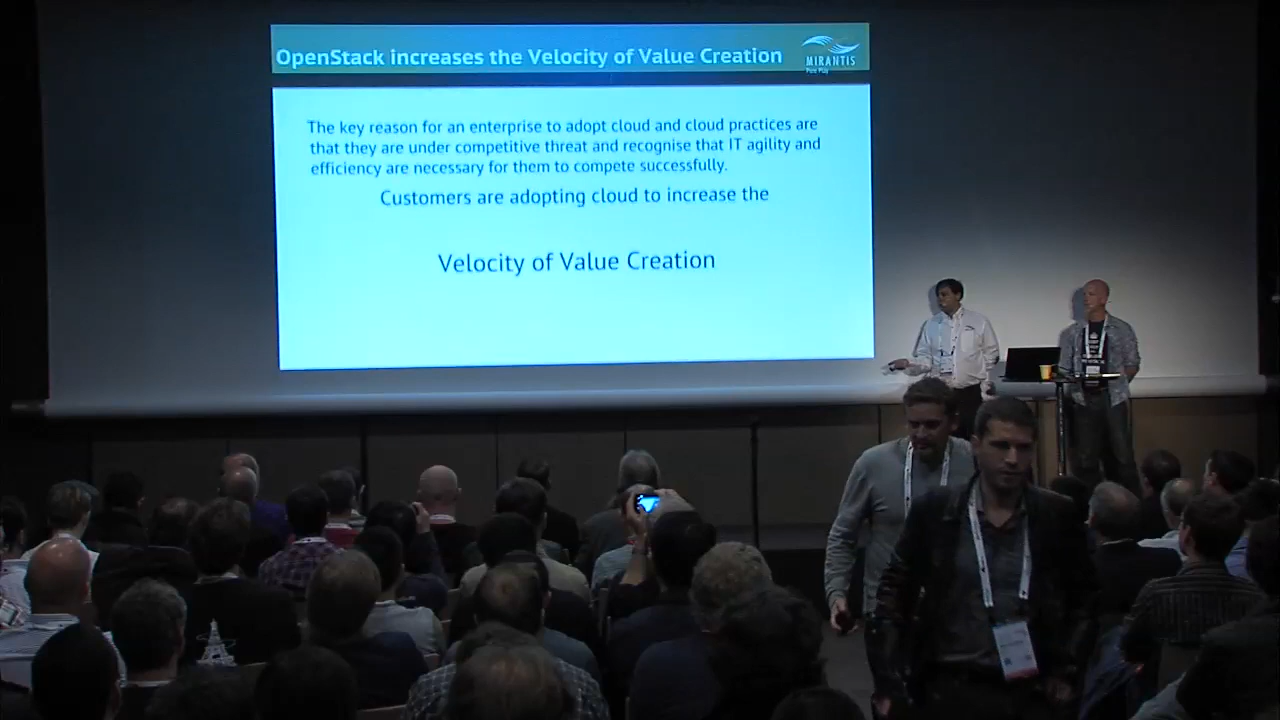 OpenStack increases the Velocity of Value Creation
MIRANTIS
Pure Play
The key reason for an enterprise to adopt cloud and cloud practices are
that they are under competitive threat and recognise that IT agility and
efficiency are necessary for them to compete successfully.
Customers are adopting cloud to increase the
Velocity of Value Creation